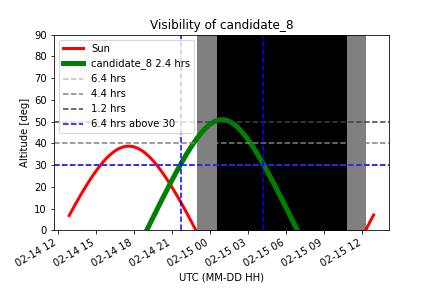 Visibility of candidate_8
90
80
70
60
50
40
30
20
10
0
Altitude [deg]
Sun
candidate_8 2.4 hrs
6.4 hrs
4.4 hrs
1.2 hrs
6.4 hrs above 30
02-14 12
02-14 15
02-14 18
02-14 21
02-15 00
02-15 03
02-15 06
02-15 09
02-15 12
UTC (MM-DD HH)